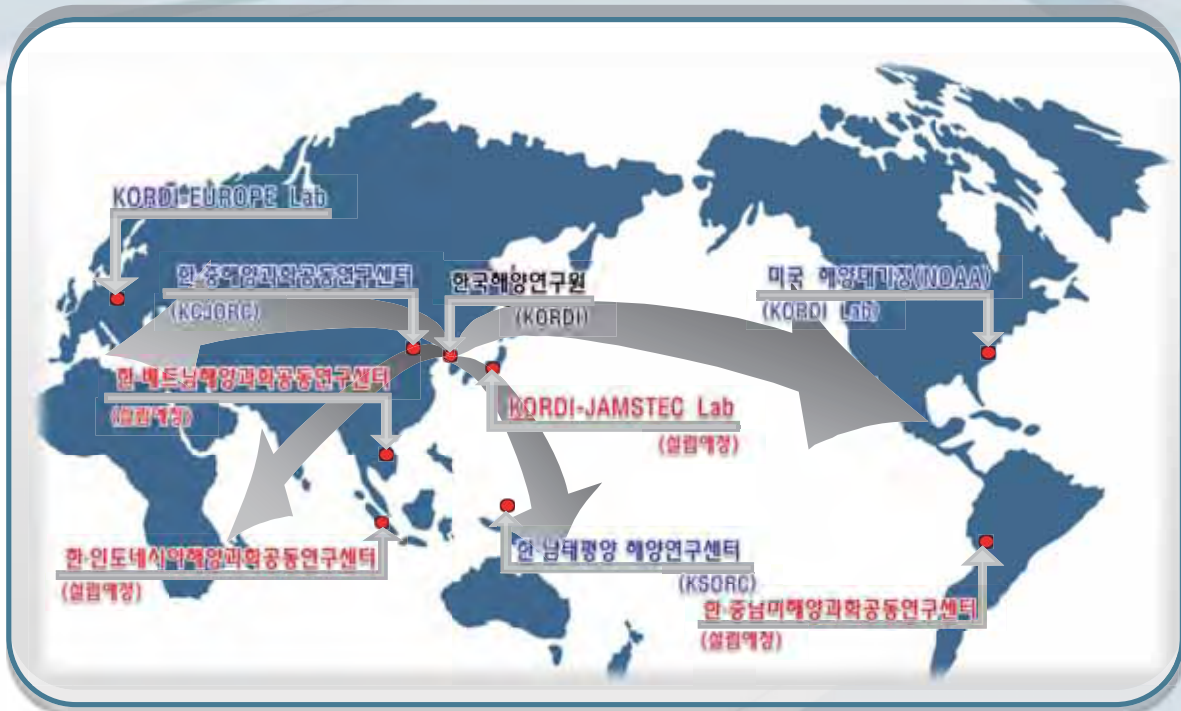 KORDI-EUROPE Lab
한·중해양과학공동연구센터
(KCJORC)
한국해양연구원
(KORDI)
미국 해양대기청(NOAA)
(KORDI Lab)
한·베트남해양과학공동연구센터
(설립예정)
KORDI-JAMSTEC Lab
(설립예정)
한·인도네시아해양과학공동연구센터
(설립예정)
한·남태평양 해양연구센터
(KSORC)
한·중남미해양과학공동연구센터
(설립예정)